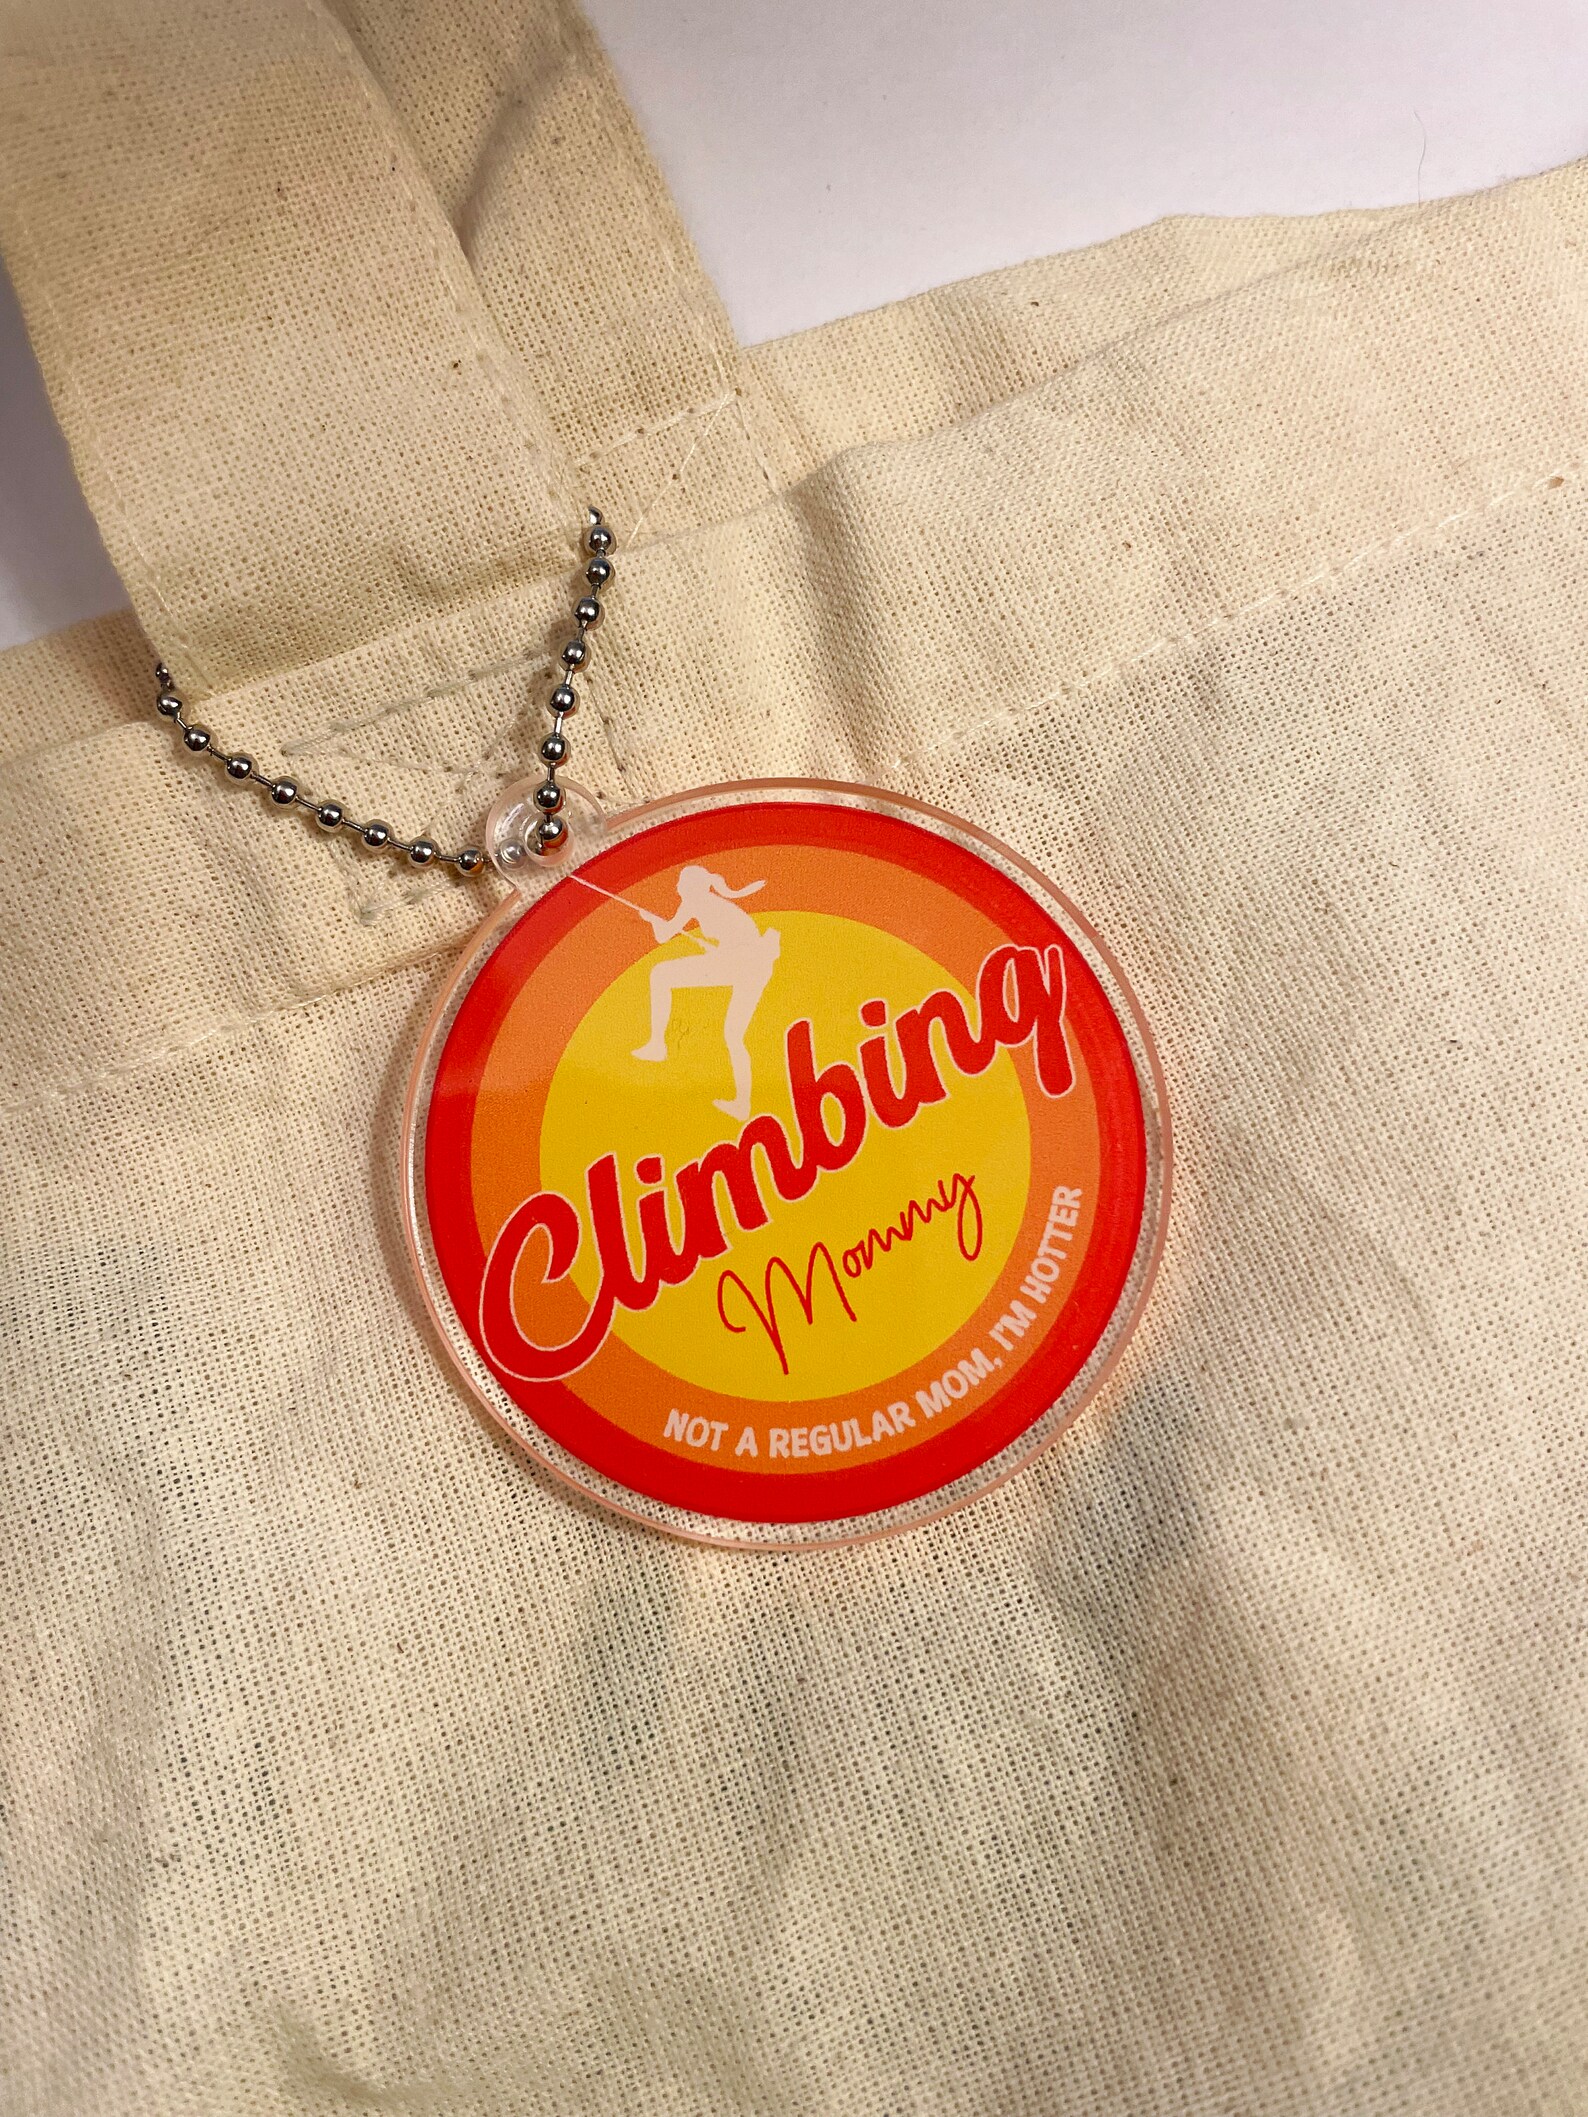 Climbing
Mommy
NOT A REGULAR MOM, I'M HOTTER